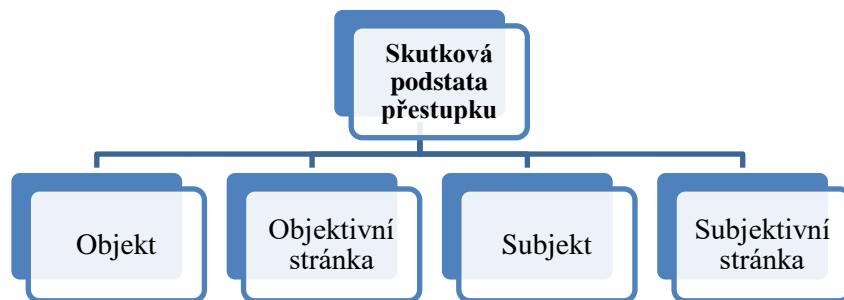 Skutková
podstata
přestupku
Objekt
Objektivní
stránka
Subjekt
Subjektivní
stránka